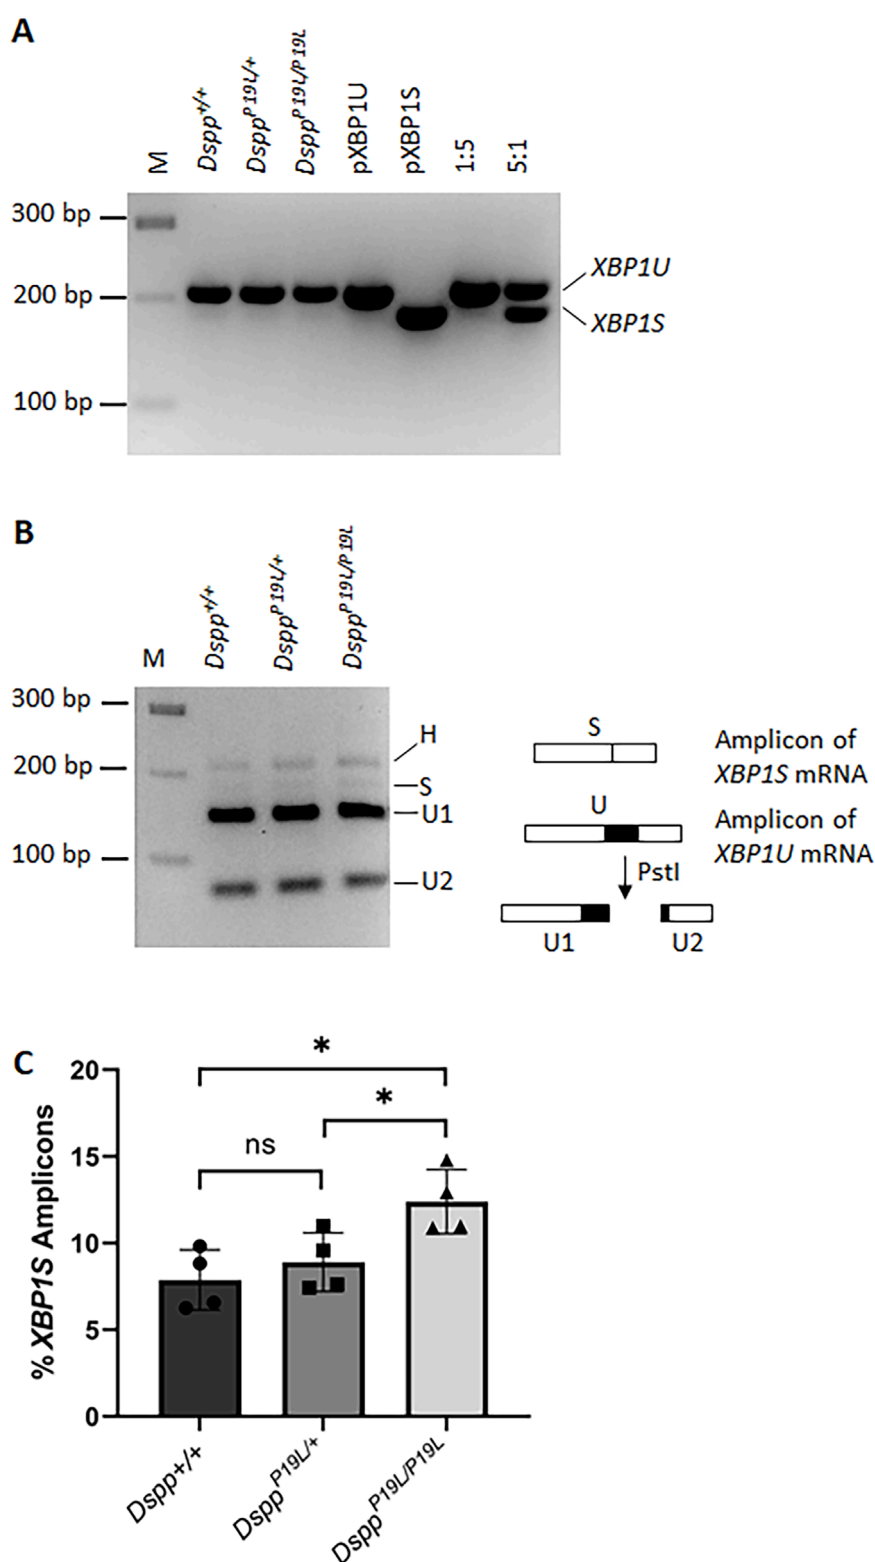 A
M
Dspp+/+
DsppP19L/+
DsppP19L/P19L
pXBP1U
pXBP1S
1:5
5:1
300 bp
200 bp
100 bp
XBP1U
XBP1S
B
M
Dspp+/+
DsppP19L/+
DsppP19L/P19L
300 bp
200 bp
100 bp
H
S
U1
U2
S
Amplicon of
XBP1S mRNA
U
Amplicon of
XBP1U mRNA
PstI
U1
U2
C
% XBP1S Amplicons
20
15
10
5
0
*
*
ns
Dspp+/+
DsppP19L/+
DsppP19L/P19L